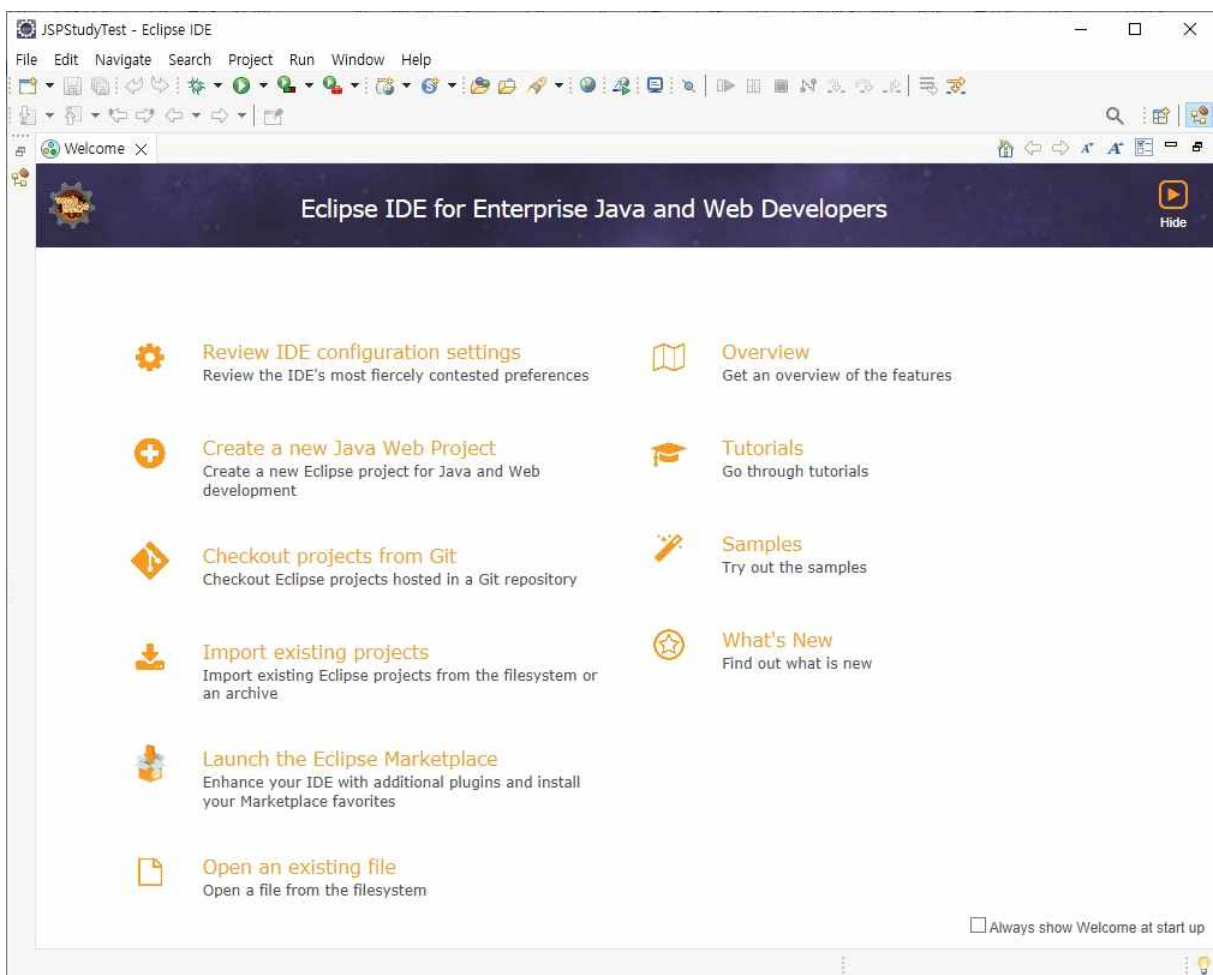 JSPStudyTest - Eclipse IDE
File Edit Navigate Search Project Run Window Help
Welcome
Eclipse IDE for Enterprise Java and Web Developers
Hide
Review IDE configuration settings
Review the IDE's most fiercely contested preferences
Create a new Java Web Project
Create a new Eclipse project for Java and Web
development
Checkout projects from Git
Checkout Eclipse projects hosted in a Git repository
Import existing projects
Import existing Eclipse projects from the filesystem or
an archive
Launch the Eclipse Marketplace
Enhance your IDE with additional plugins and install
your Marketplace favorites
Open an existing file
Open a file from the filesystem
Overview
Get an overview of the features
Tutorials
Go through tutorials
Samples
Try out the samples
What's New
Find out what is new
Always show Welcome at start up